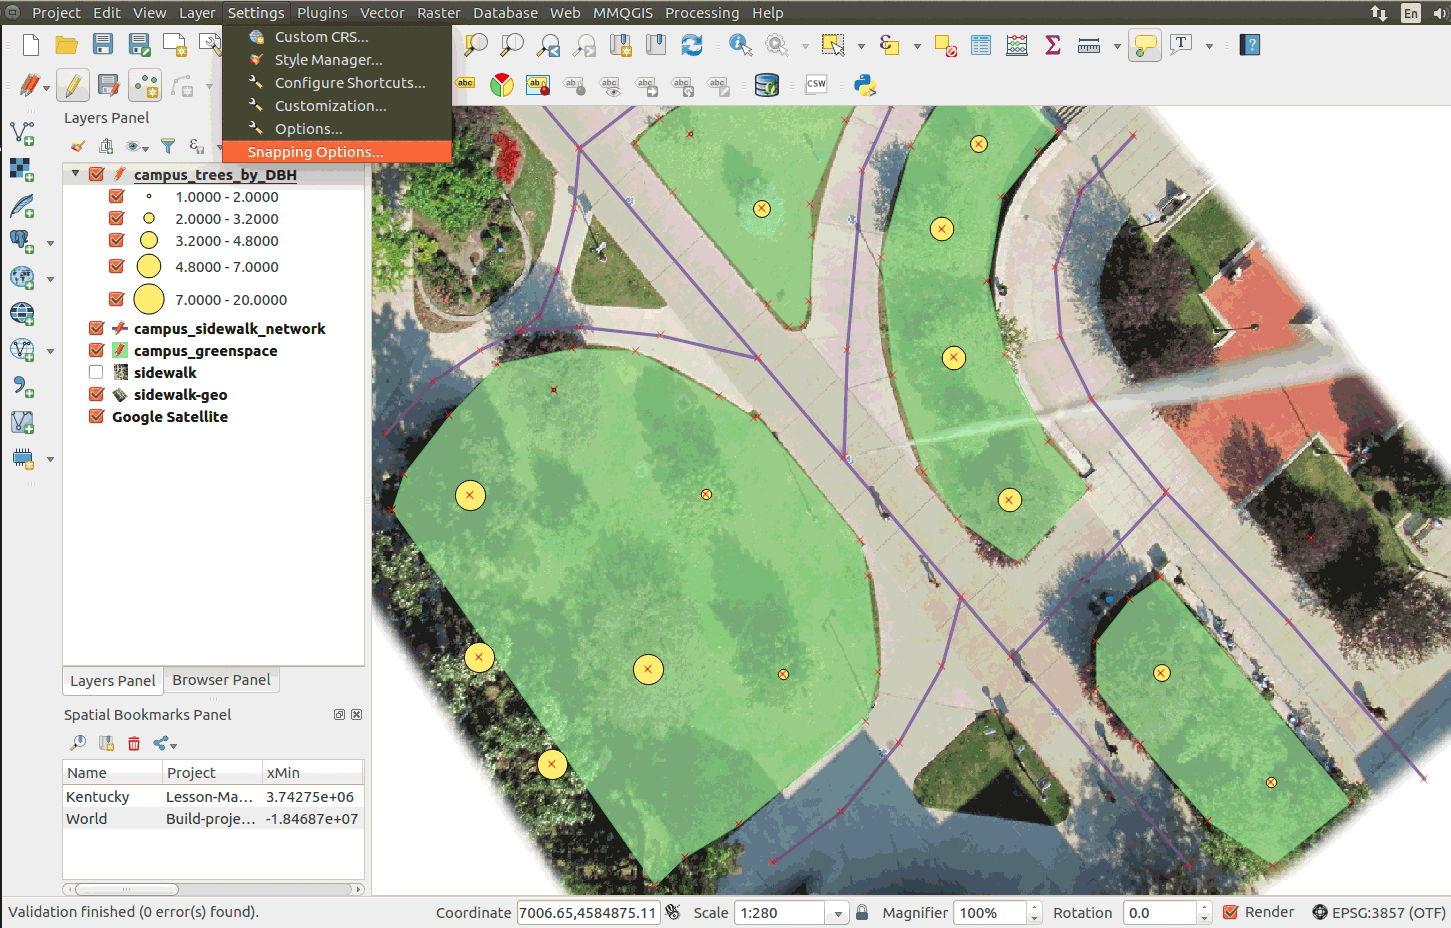 Project Edit View Layer Settings Plugins Vector Raster Database Web MMQGIS Processing Help
En
Custom CRS...
Style Manager...
Configure Shortcuts...
Customization...
Options...
Snapping Options...
abc
CSW
Layers Panel
campus_trees_by_DBH
1.0000 - 2.0000
2.0000 - 3.2000
3.2000 - 4.8000
4.8000 - 7.0000
7.0000 - 20.0000
campus_sidewalk_network
campus_greenspace
sidewalk
sidewalk-geo
Google Satellite
Layers Panel Browser Panel
Spatial Bookmarks Panel
Name Project xMin
Kentucky Lesson-Ma... 3.74275e+06
World Build-proje... -1.84687e+07
Validation finished (0 error(s) found). Coordinate 7006.65,4584875.11 Scale 1:280 Magnifier 100% Rotation 0.0 Render EPSG:3857 (OTF)